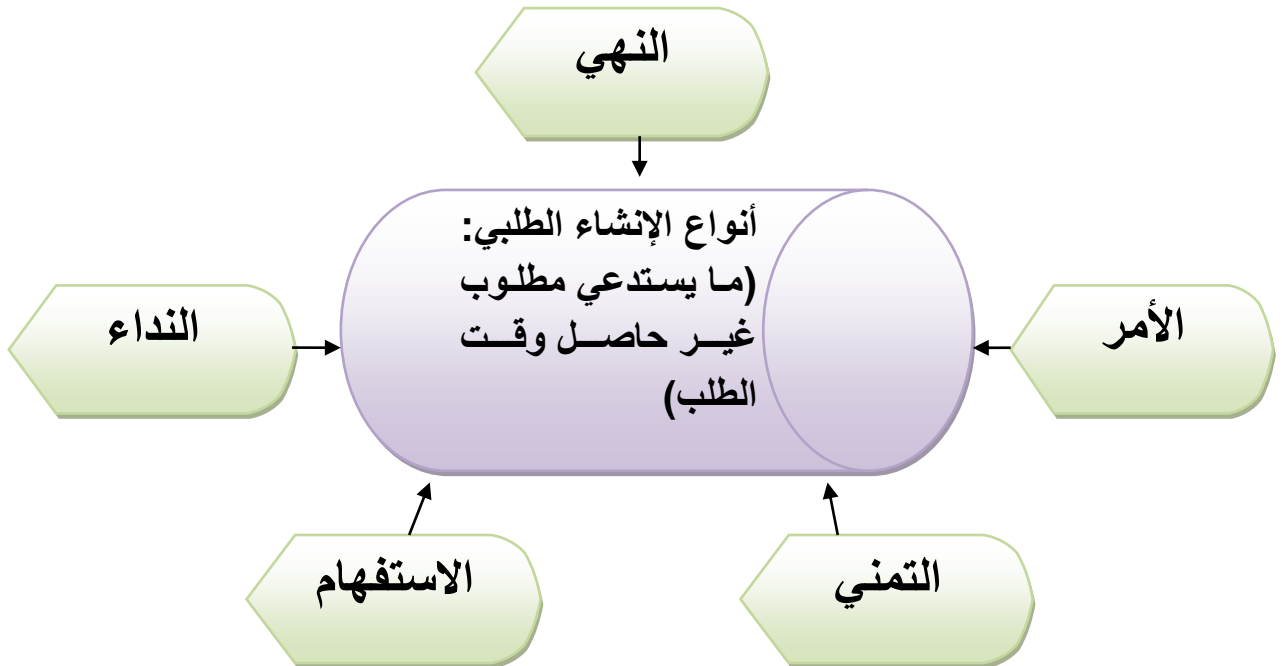 النهي
أنواع الإنشاء الطلبي:
(ما يستدعي مطلوب
غير حاصل وقت
الطلب)
الأمر
النداء
التمني
الاستفهام